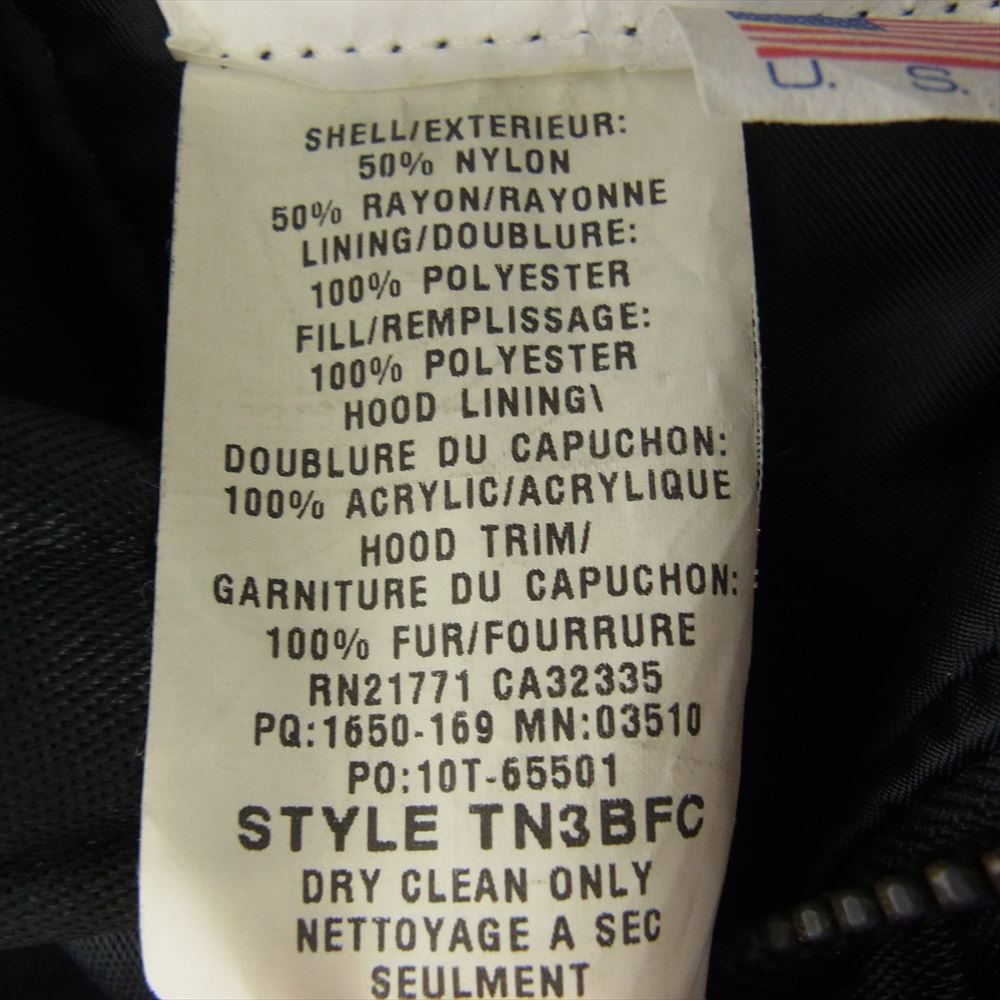 U. S.
SHELL/EXTERIEUR:
50% NYLON
50% RAYON/RAYONNE
LINING/DOUBLURE:
100% POLYESTER
FILL/REMPLISSAGE:
100% POLYESTER
HOOD LINING\
DOUBLURE DU CAPUCHON:
100% ACRYLIC/ACRYLIQUE
HOOD TRIM/
GARNITURE DU CAPUCHON:
100% FUR/FOURRURE
RN21771 CA32335
PQ:1650-169 MN:03510
PO:10T-65501
STYLE TN3BFC
DRY CLEAN ONLY
NETTOYAGE A SEC
SEULMENT